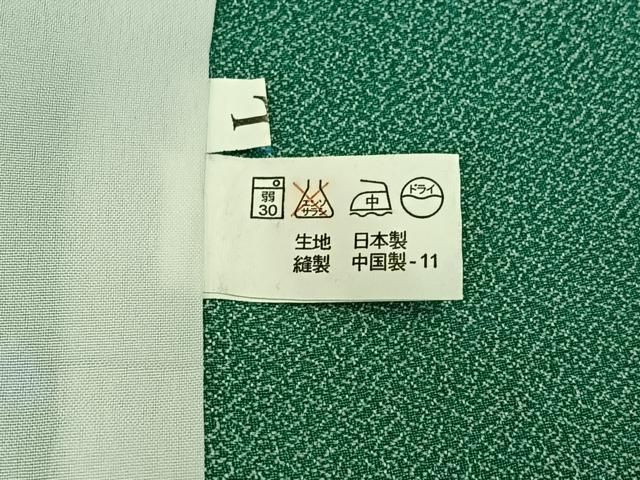 L
弱 30
エンソ サラシ
中
ドライ
生地 日本製
縫製 中国製-11